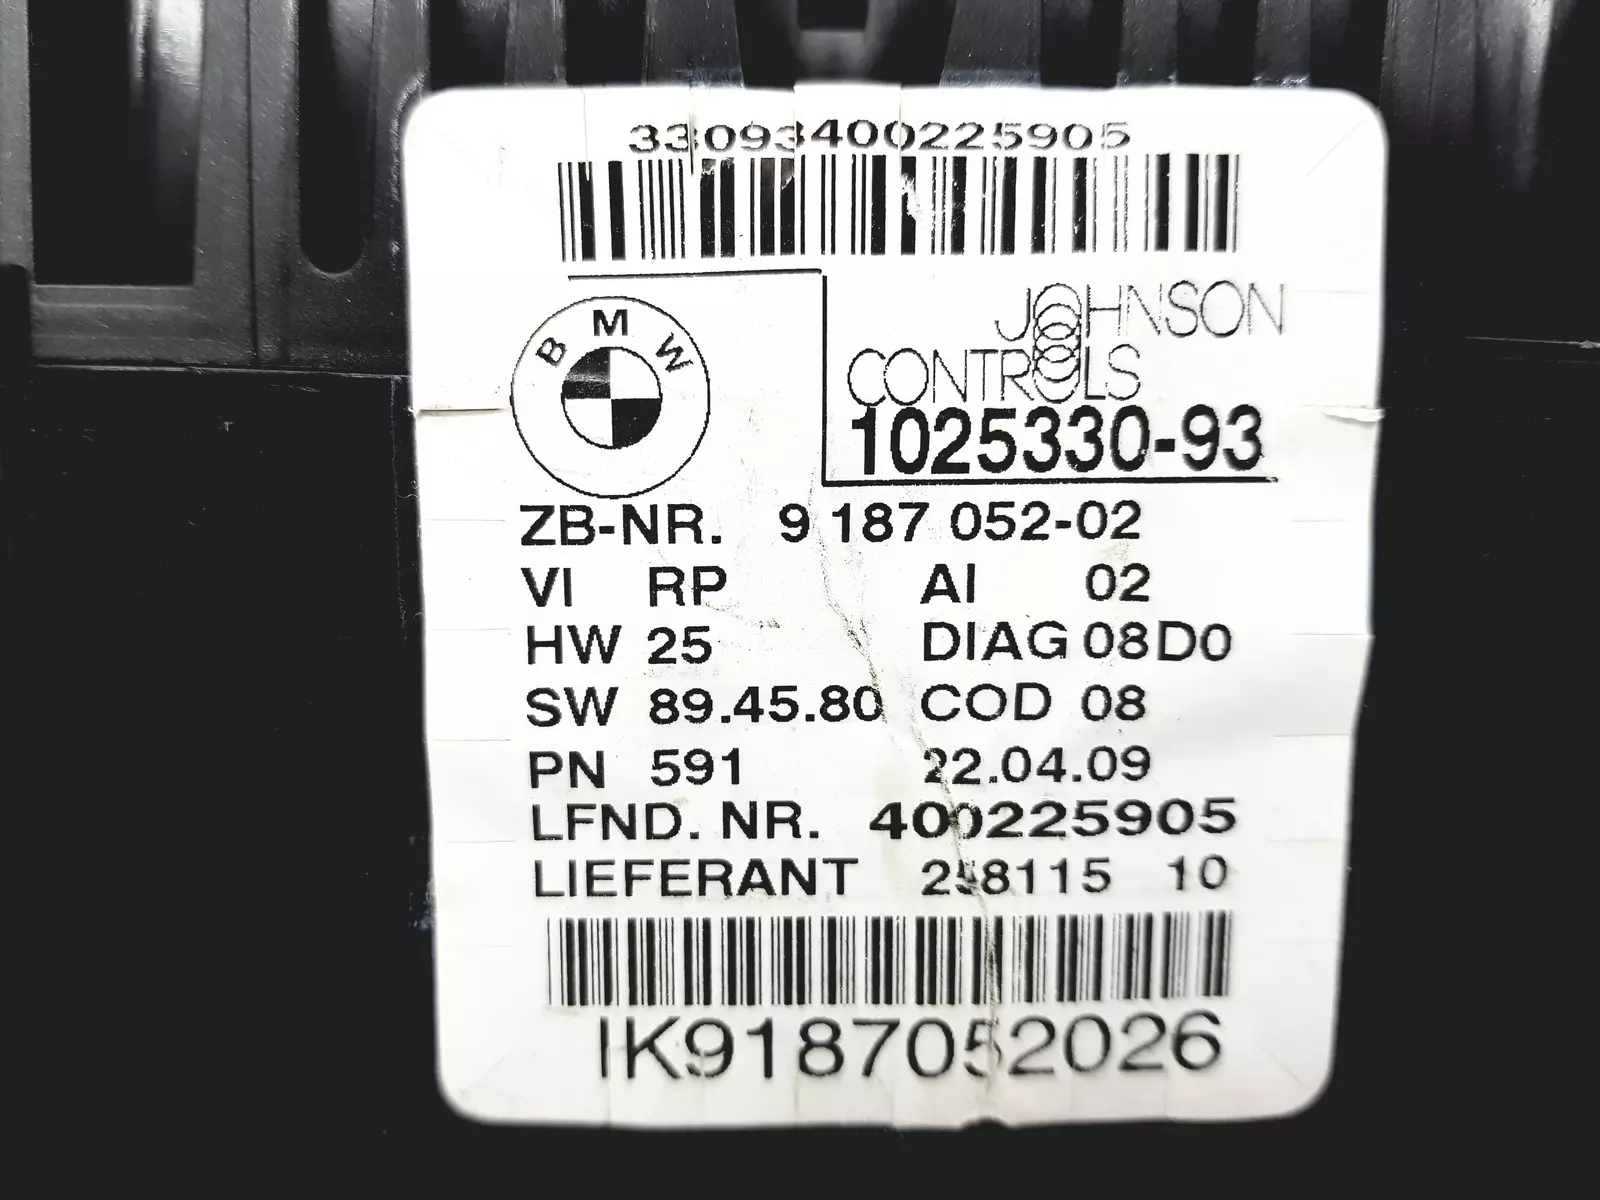 33093400225905
BMW
JOHNSON
CONTROLS
1025330-93
ZB-NR. 9 187 052-02
VI RP AI 02
HW 25 DIAG 08D0
SW 89.45.80 COD 08
PN 591 22.04.09
LFND. NR. 400225905
LIEFERANT 258115 10
IK9187052026